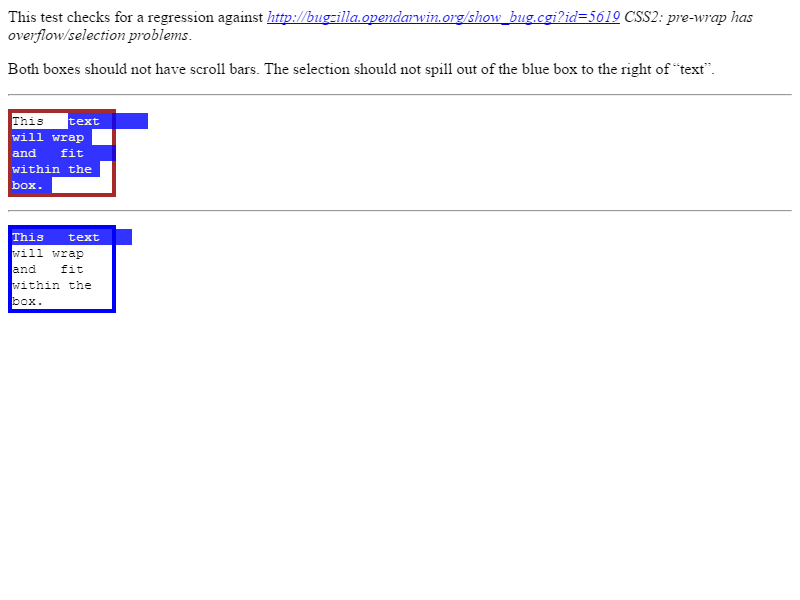 This test checks for a regression against http://bugzilla.opendarwin.org/show_bug.cgi?id=5619 CSS2: pre-wrap has
overflow/selection problems.
Both boxes should not have scroll bars. The selection should not spill out of the blue box to the right of “text”.
This   text
will wrap
and   fit
within the
box.
This   text
will wrap
and   fit
within the
box.